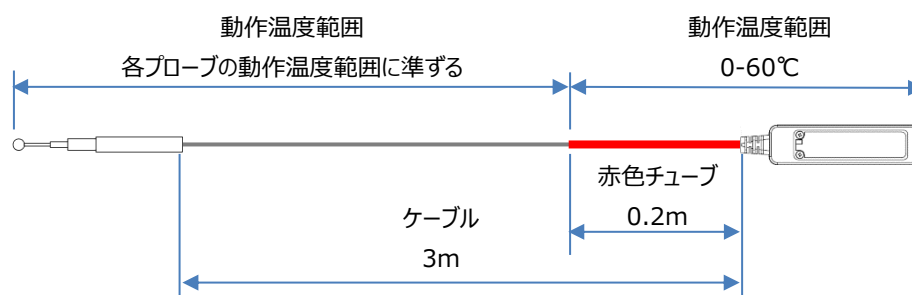 動作温度範囲
各プローブの動作温度範囲に準ずる
動作温度範囲
0-60℃
赤色チューブ
0.2m
ケーブル
3m